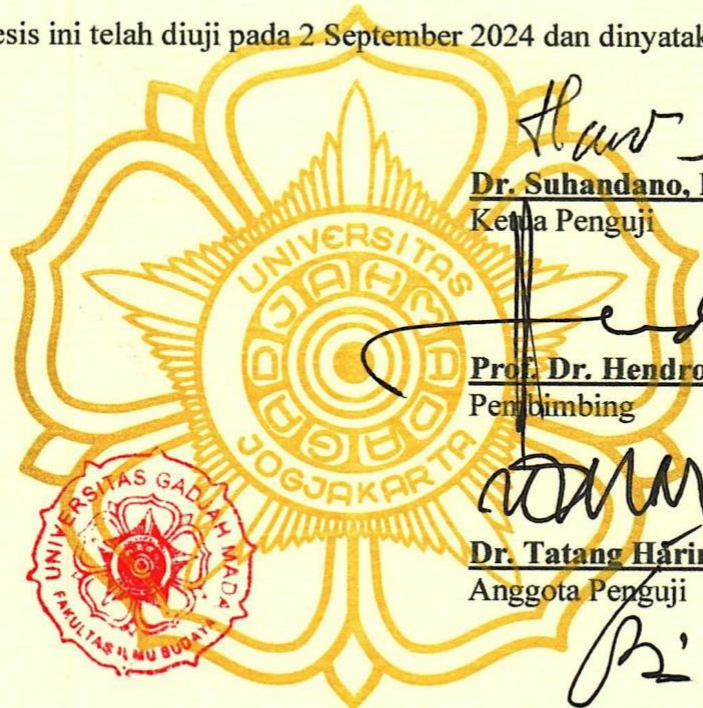 esis ini telah diuji pada 2 September 2024 dan dinyatak
Dr. Suhandano,
Ketua Penguji
Prof. Dr. Hendro
Pembimbing
Dr. Tatang Harin
Anggota Penguji
UNIVERSITAS
GADJAH MADA
JOGJAKARTA
UNIVERSITAS GADJAH MADA
FAKULTAS ILMU BUDAYA